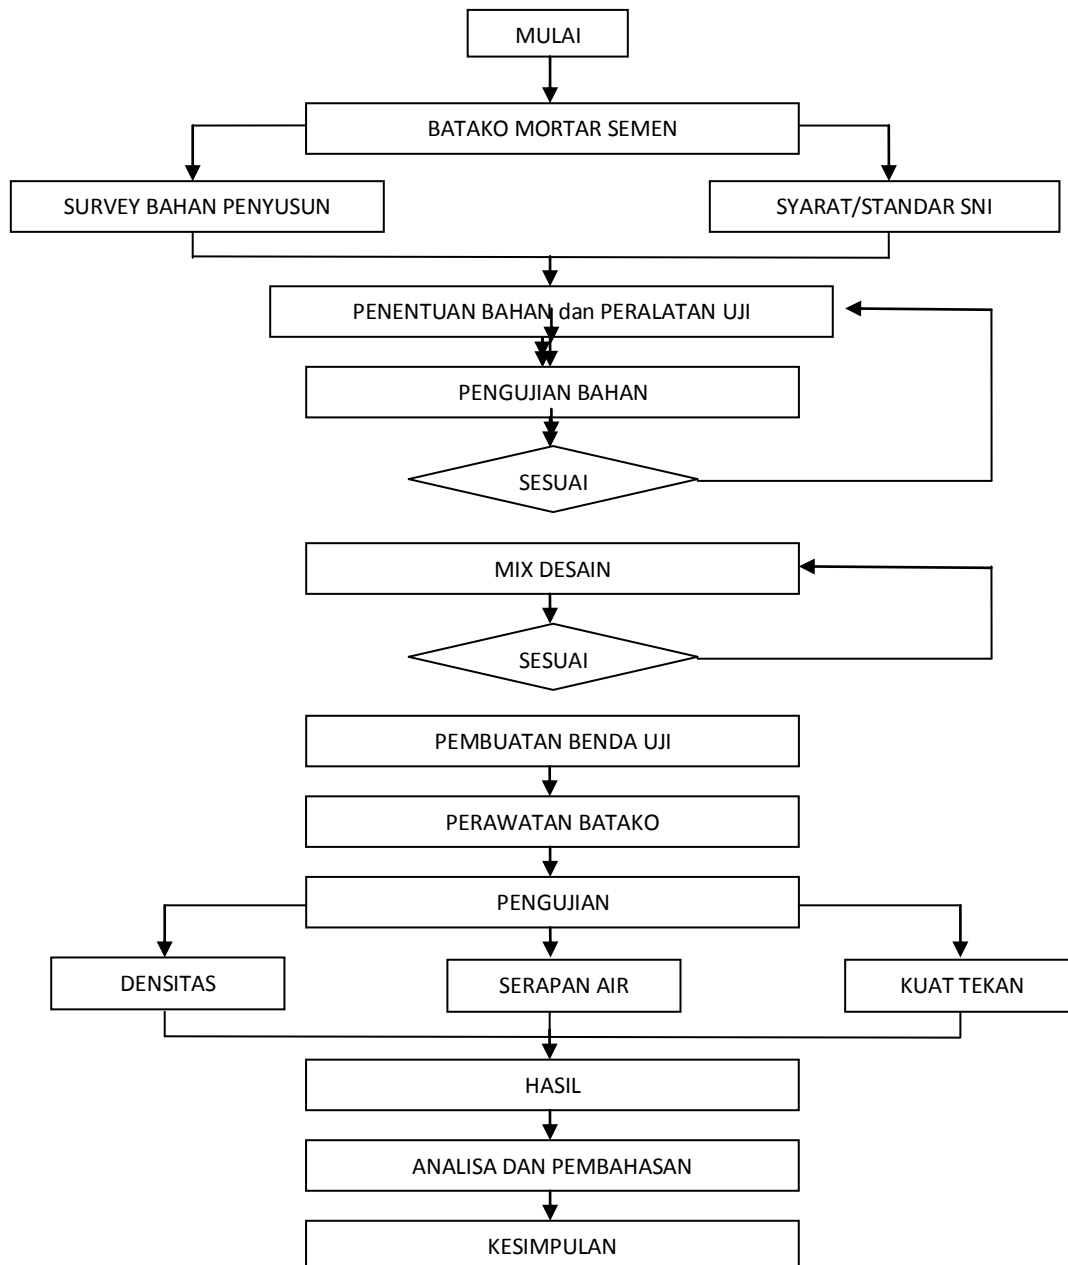 MULAI
BATAKO MORTAR SEMEN
SURVEY BAHAN PENYUSUN
SYARAT/STANDAR SNI
PENENTUAN BAHAN dan PERALATAN UJI
PENGUJIAN BAHAN
SESUAI
MIX DESAIN
SESUAI
PEMBUATAN BENDA UJI
PERAWATAN BATAKO
PENGUJIAN
DENSITAS
SERAPAN AIR
KUAT TEKAN
HASIL
ANALISA DAN PEMBAHASAN
KESIMPULAN